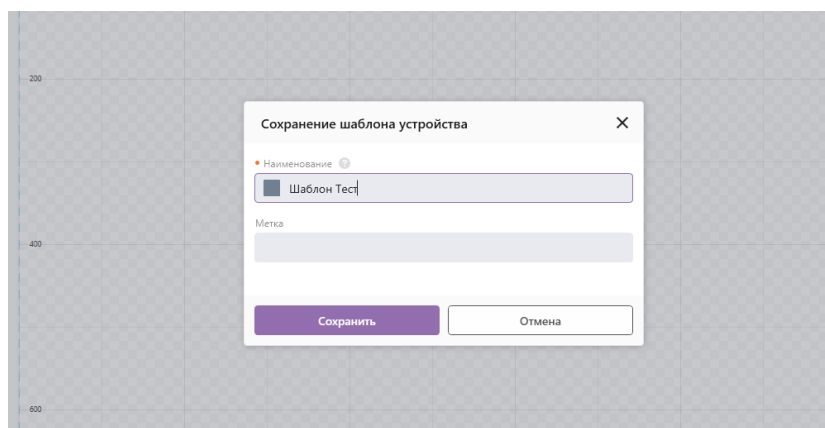 200
Сохранение шаблона устройства
• Наименование ?
Шаблон Тест
Метка
400
Сохранить Отмена
600